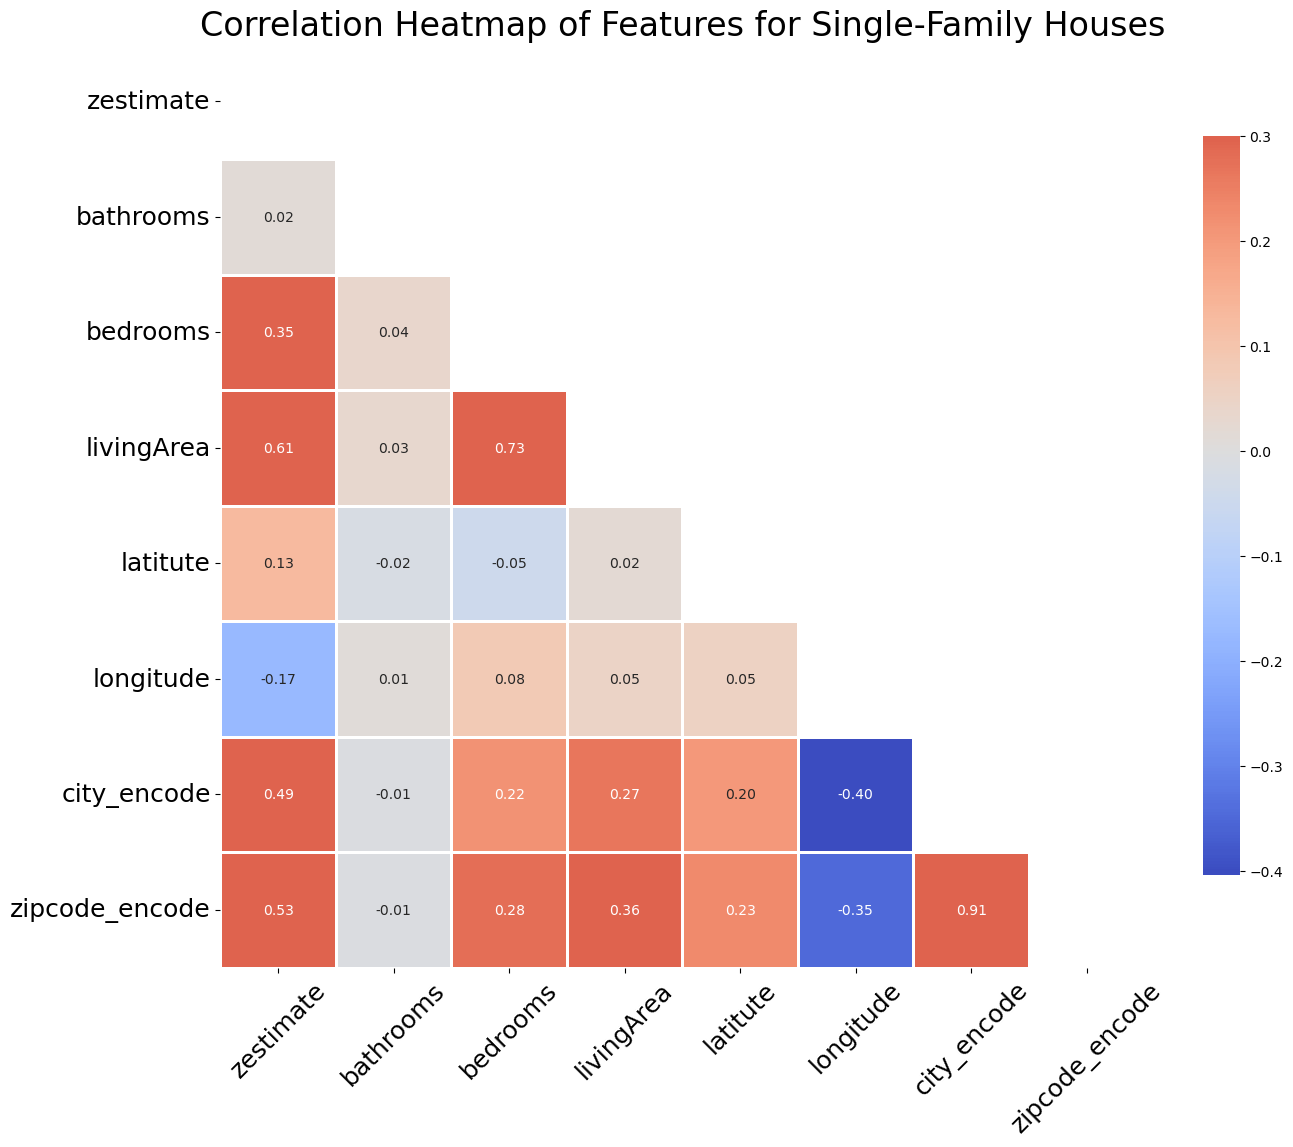 Correlation Heatmap of Features for Single-Family Houses
zestimate
bathrooms 0.02
bedrooms 0.35 0.04
livingArea 0.61 0.03 0.73
latitute 0.13 -0.02 -0.05 0.02
longitude -0.17 0.01 0.08 0.05 0.05
city_encode 0.49 -0.01 0.22 0.27 0.20 -0.40
zipcode_encode 0.53 -0.01 0.28 0.36 0.23 -0.35 0.91
zestimate bathrooms bedrooms livingArea latitute longitude city_encode zipcode_encode
0.3
0.2
0.1
0.0
−0.1
−0.2
−0.3
−0.4